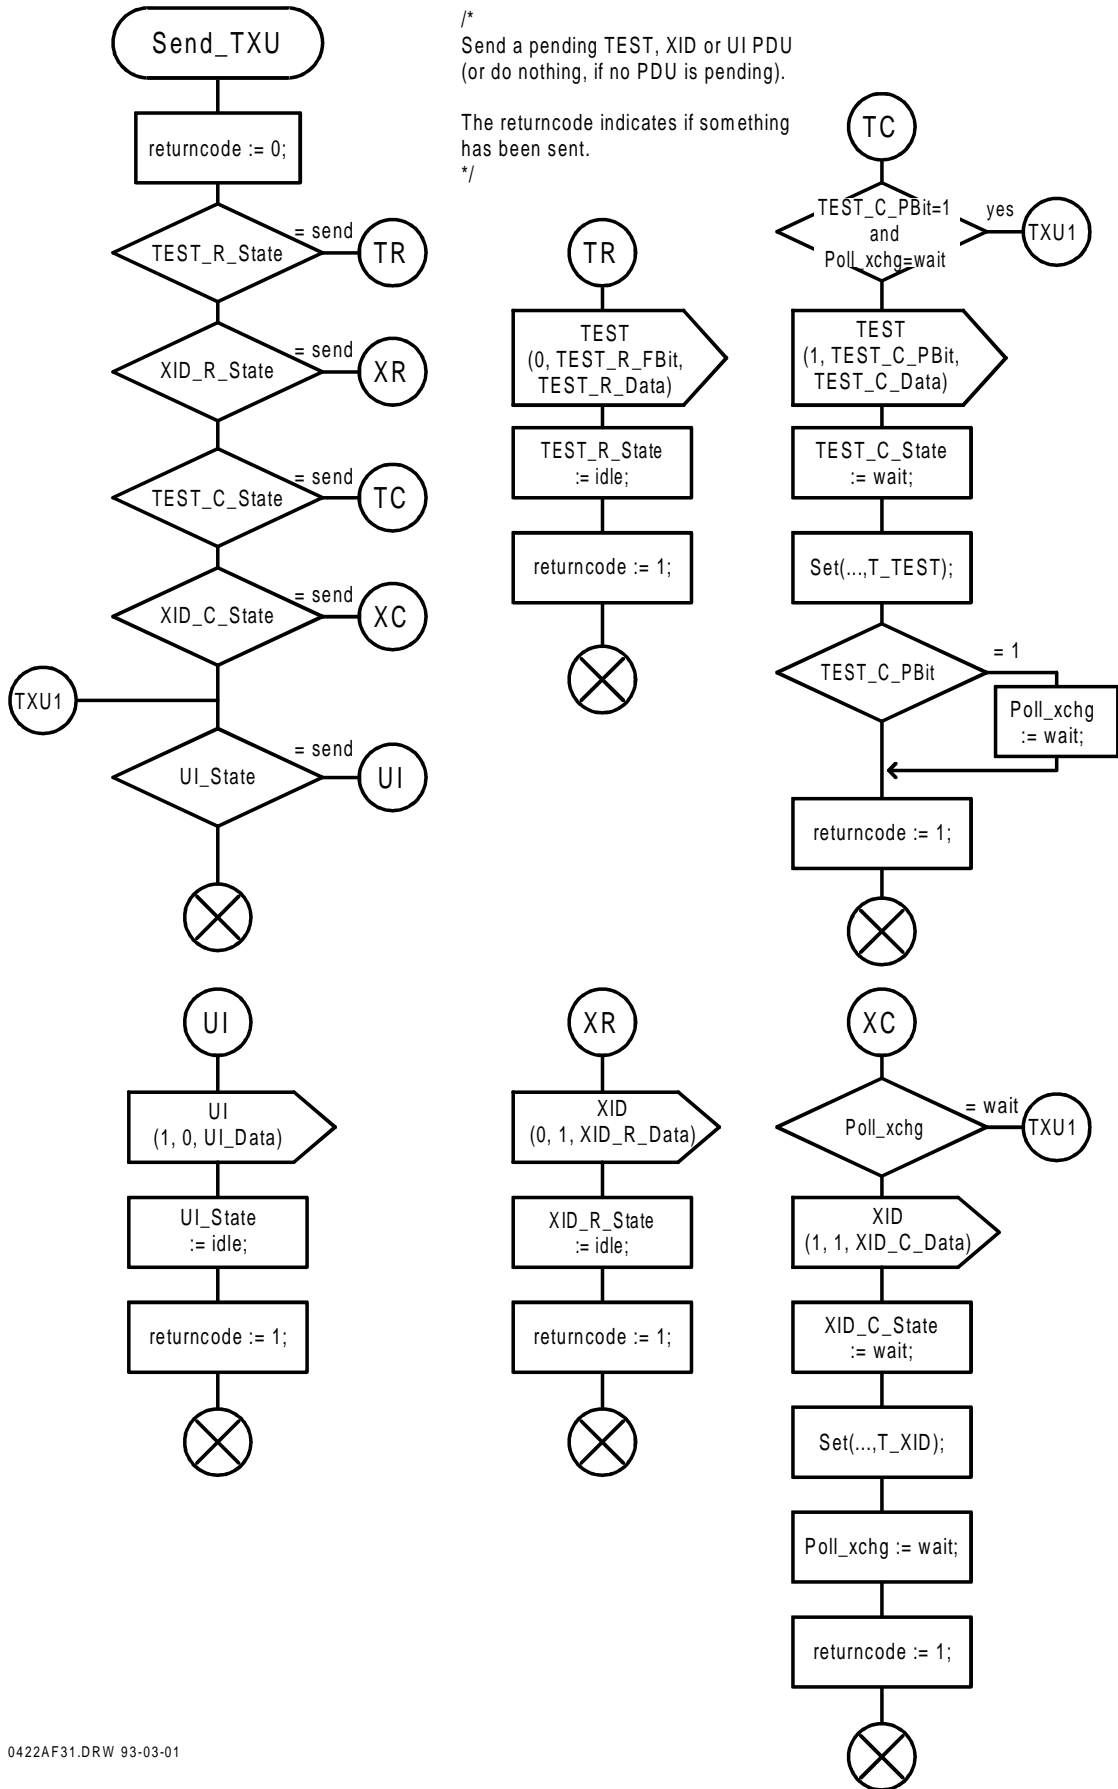 Send_TXU
returncode := 0;
TEST_R_State
= send
TR
XID_R_State
= send
XR
TEST_C_State
= send
TC
XID_C_State
= send
XC
TXU1
UI_State
= send
UI
/*
Send a pending TEST, XID or UI PDU
(or do nothing, if no PDU is pending).
The returncode indicates if something
has been sent.
*/
TR
TEST
(0, TEST_R_FBit,
TEST_R_Data)
TEST_R_State
:= idle;
returncode := 1;
TC
TEST_C_PBit=1
and
Poll_xchg=wait
yes
TXU1
TEST
(1, TEST_C_PBit,
TEST_C_Data)
TEST_C_State
:= wait;
Set(...,T_TEST);
TEST_C_PBit
= 1
Poll_xchg
:= wait;
returncode := 1;
UI
UI
(1, 0, UI_Data)
UI_State
:= idle;
returncode := 1;
XR
XID
(0, 1, XID_R_Data)
XID_R_State
:= idle;
returncode := 1;
XC
Poll_xchg
= wait
TXU1
XID
(1, 1, XID_C_Data)
XID_C_State
:= wait;
Set(...,T_XID);
Poll_xchg := wait;
returncode := 1;
0422AF31.DRW 93-03-01